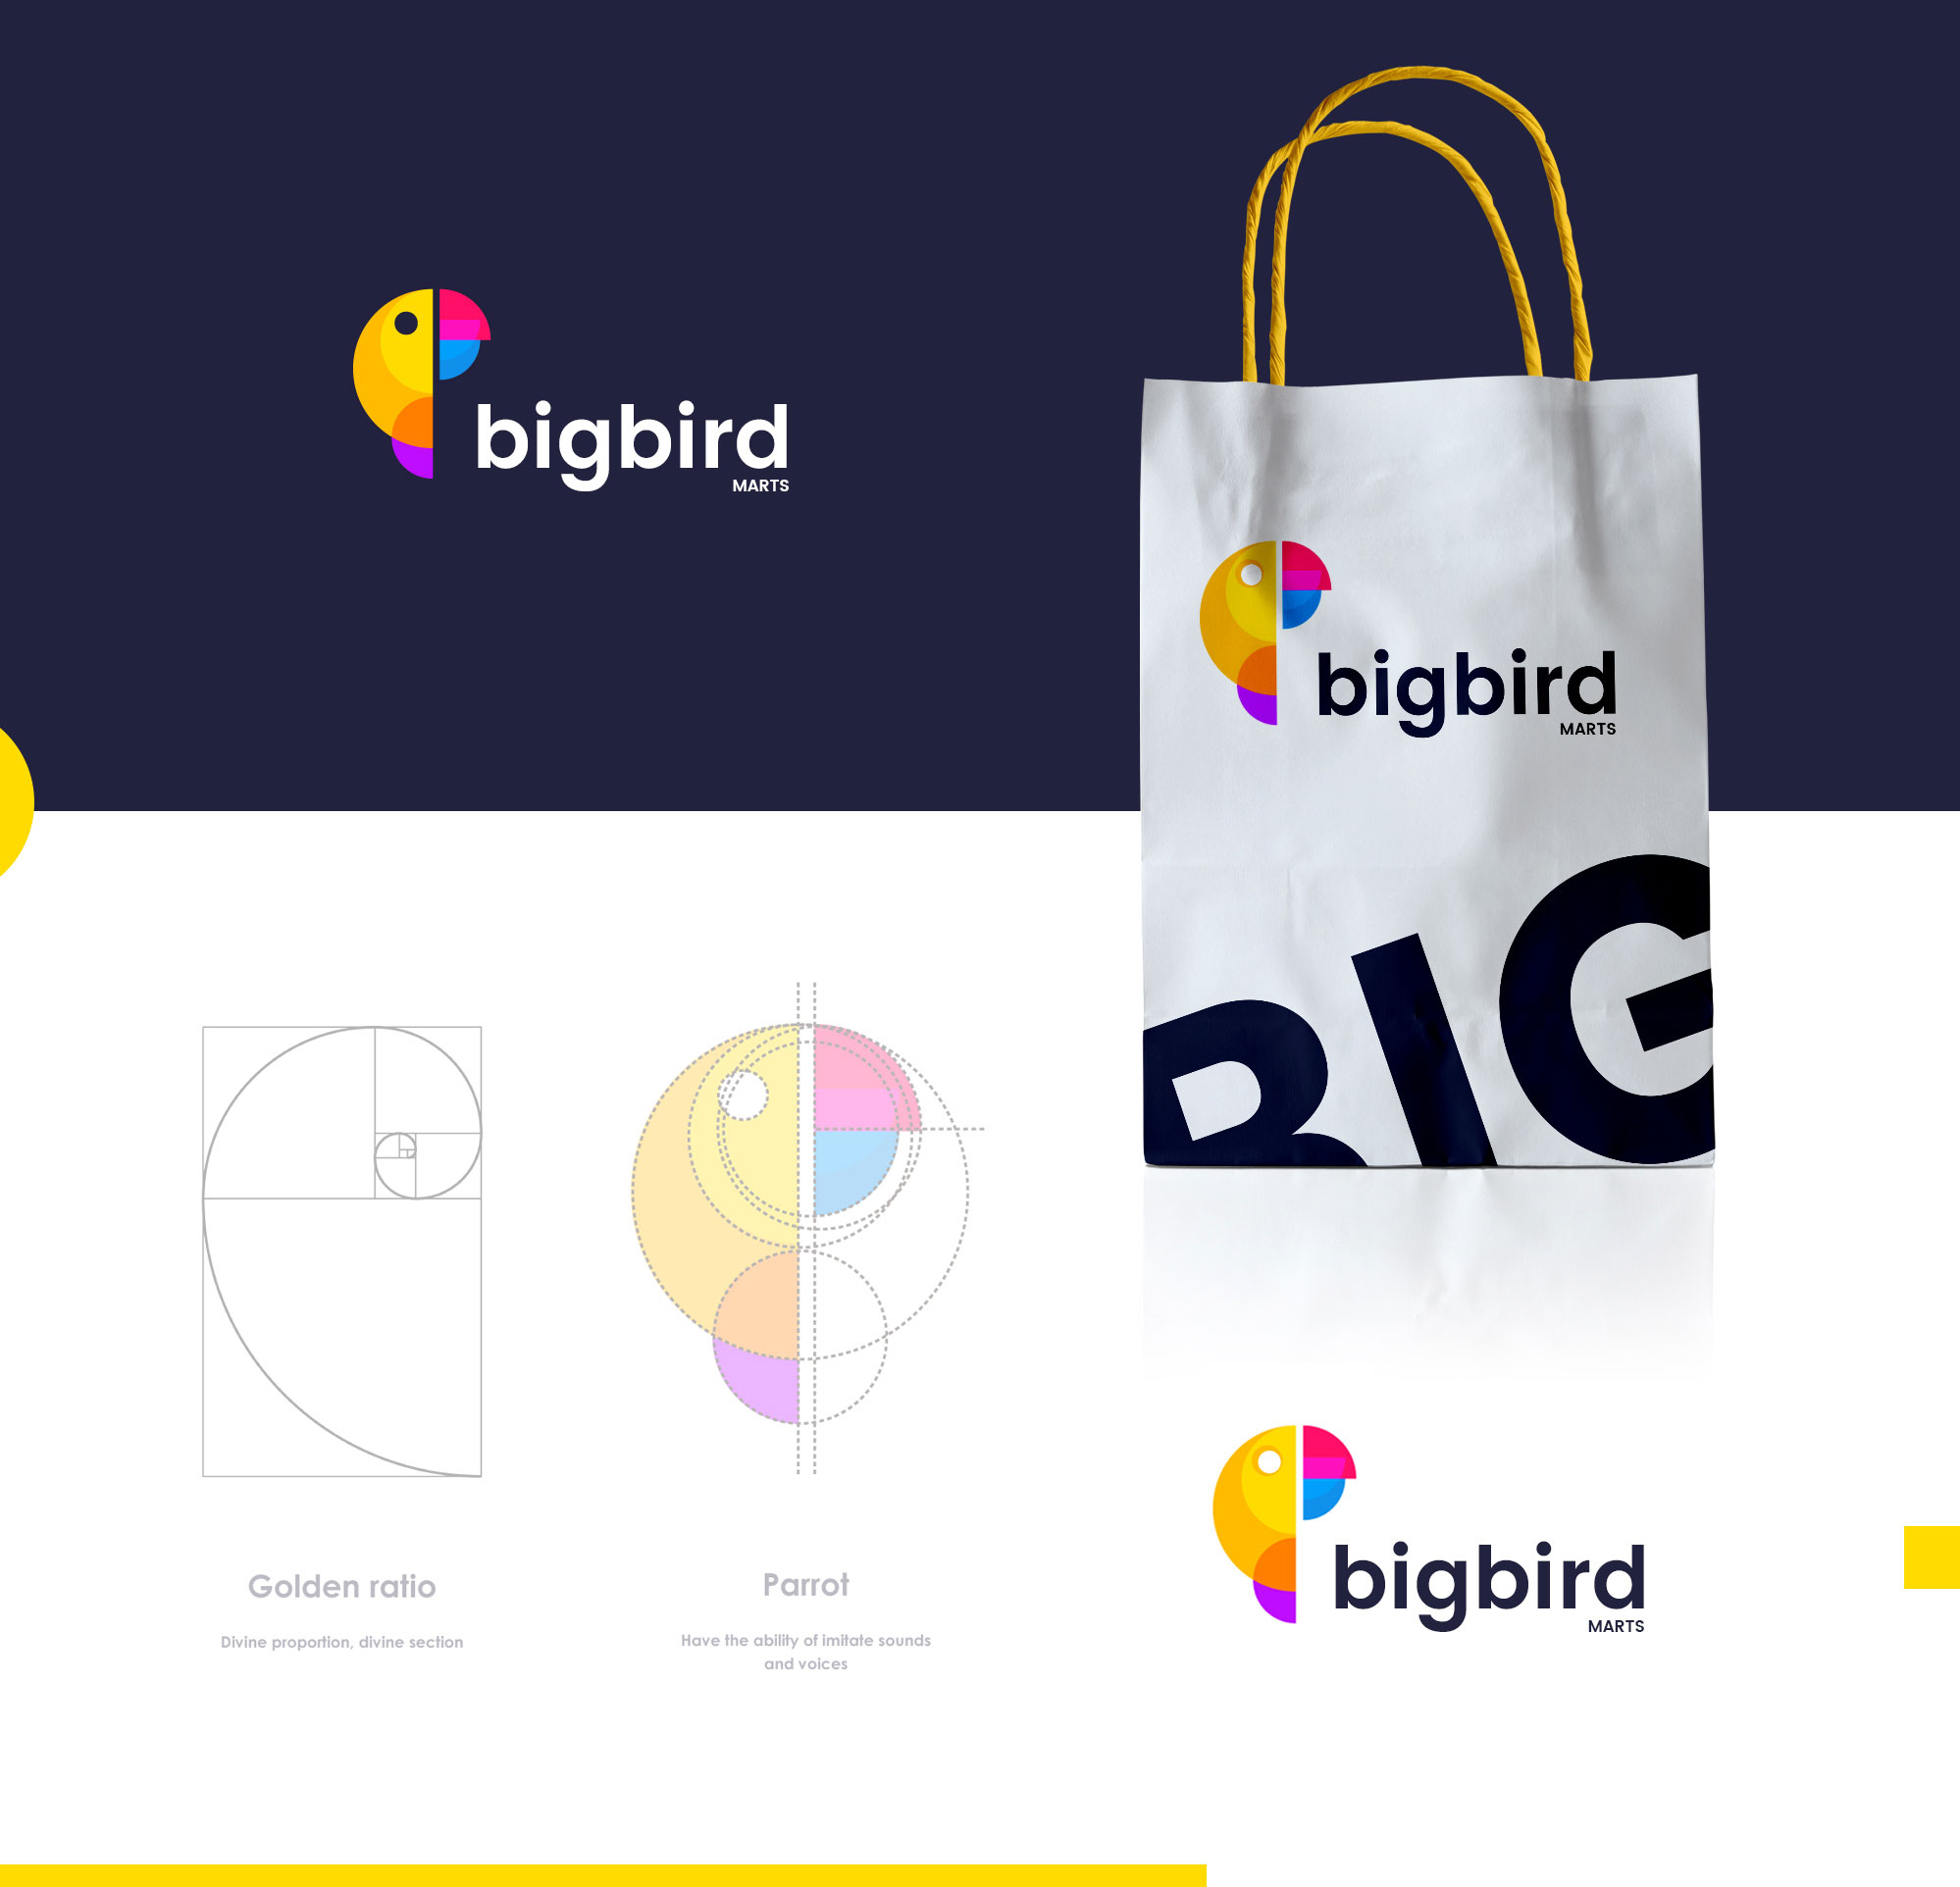 bigbird
MARTS
bigbird
MARTS
BIG
Golden ratio
Divine proportion, divine section
Parrot
Have the ability of imitate sounds
and voices
bigbird
MARTS